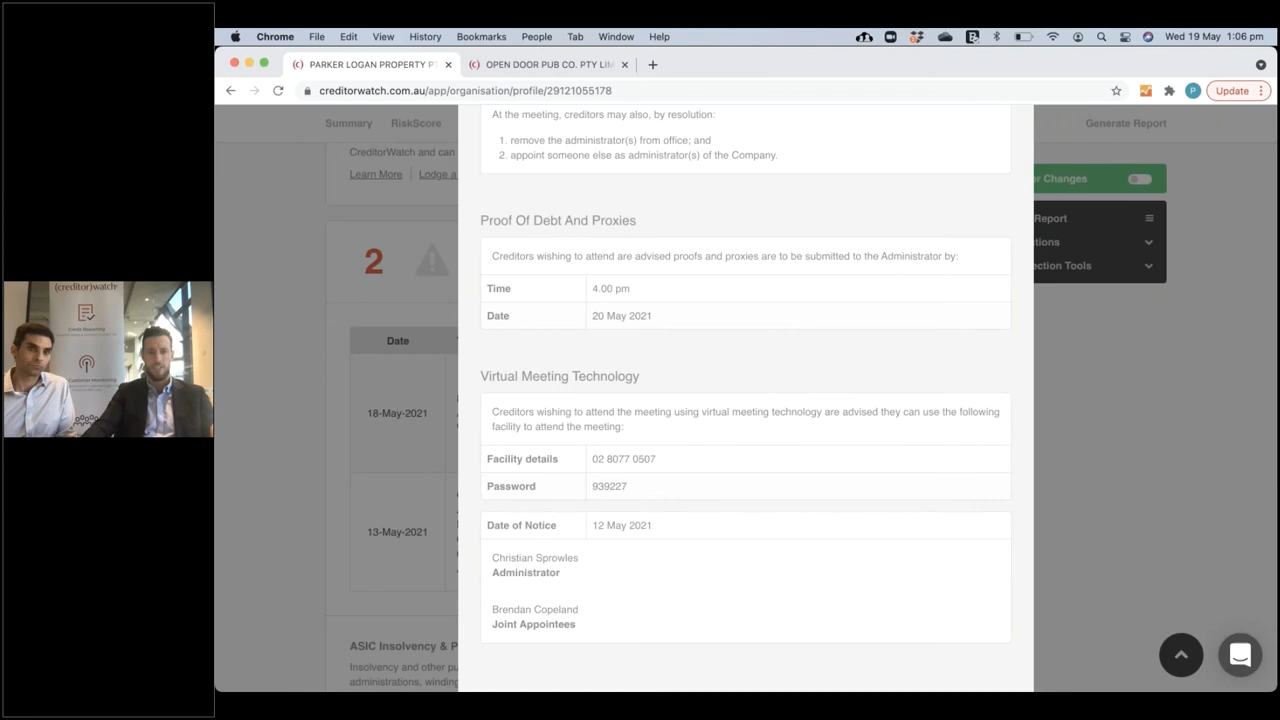 Chrome File Edit View History Bookmarks People Tab Window Help Wed 19 May 1:06 pm
PARKER LOGAN PROPERTY P
OPEN DOOR PUB CO. PTY LIM
creditorwatch.com.au/app/organisation/profile/29121055178
Update
Summary RiskScore Generate Report
CreditorWatch and can
Learn More Lodge a
At the meeting, creditors may also, by resolution:
1. remove the administrator(s) from office; and
2. appoint someone else as administrator(s) of the Company.
or Changes
Report
tions
ection Tools
2
Proof Of Debt And Proxies
Creditors wishing to attend are advised proofs and proxies are to be submitted to the Administrator by:
Time 4.00 pm
Date 20 May 2021
Date
18-May-2021
13-May-2021
Virtual Meeting Technology
Creditors wishing to attend the meeting using virtual meeting technology are advised they can use the following
facility to attend the meeting:
Facility details 02 8077 0507
Password 939227
Date of Notice 12 May 2021
Christian Sprowles
Administrator
Brendan Copeland
Joint Appointees
ASIC Insolvency & P
Insolvency and other pu
administrations, winding
(creditor)watch
Credit Reporting
Customer Monitoring